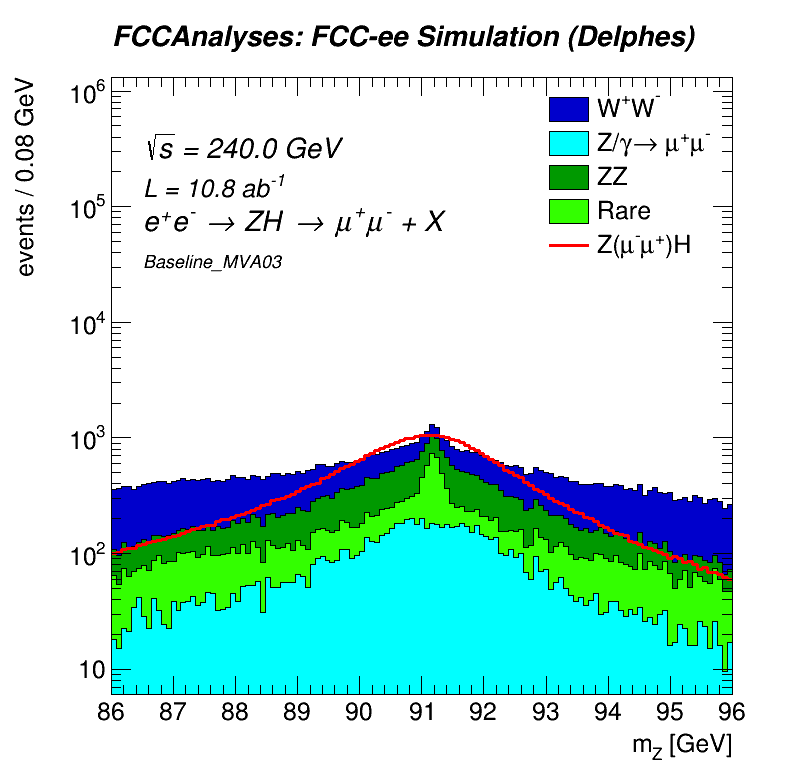 FCCAnalyses: FCC-ee Simulation (Delphes)
events / 0.08 GeV
10⁶
10⁵
10⁴
10³
10²
10
√s = 240.0 GeV
L = 10.8 ab⁻¹
e⁺e⁻ → ZH → μ⁺μ⁻ + X
Baseline_MVA03
W⁺W⁻
Z/γ→ μ⁺μ⁻
ZZ
Rare
Z(μ⁻μ⁺)H
86 87 88 89 90 91 92 93 94 95 96
m_Z [GeV]